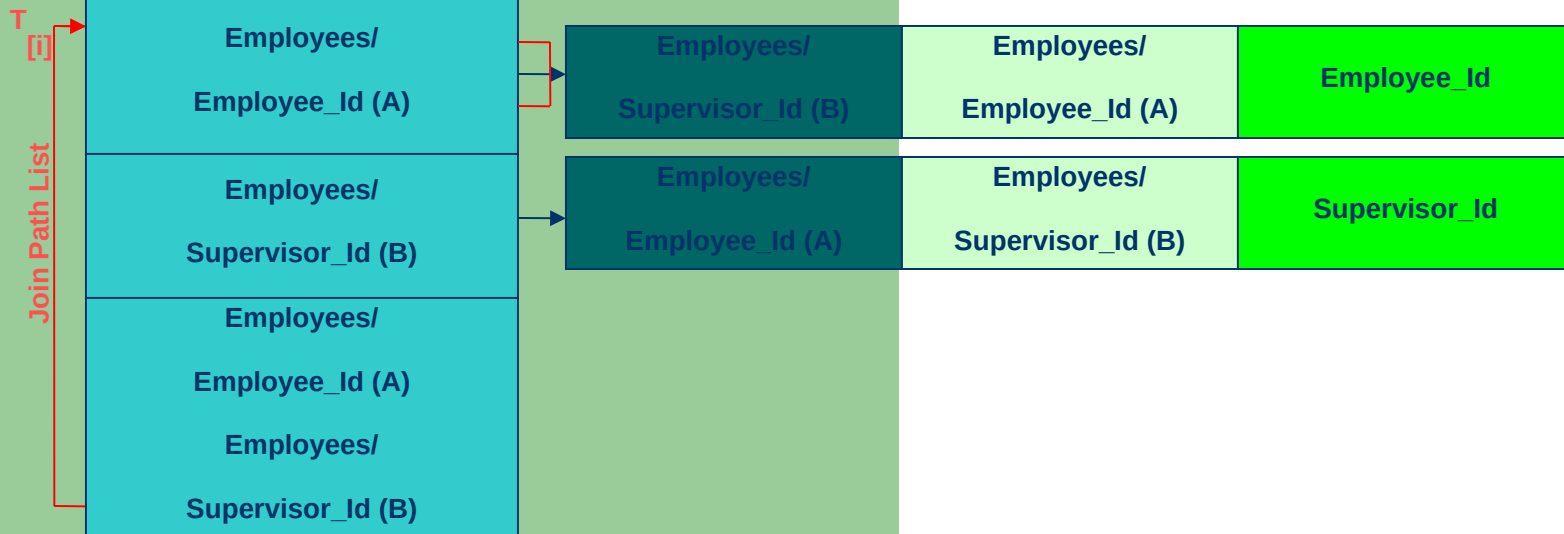 T
[i]
Join Path List
Employees/
Employee_Id (A)
Employees/
Supervisor_Id (B)
Employees/
Employee_Id (A)
Employee_Id
Employees/
Supervisor_Id (B)
Employees/
Employee_Id (A)
Employees/
Supervisor_Id (B)
Supervisor_Id
Employees/
Employee_Id (A)
Employees/
Supervisor_Id (B)